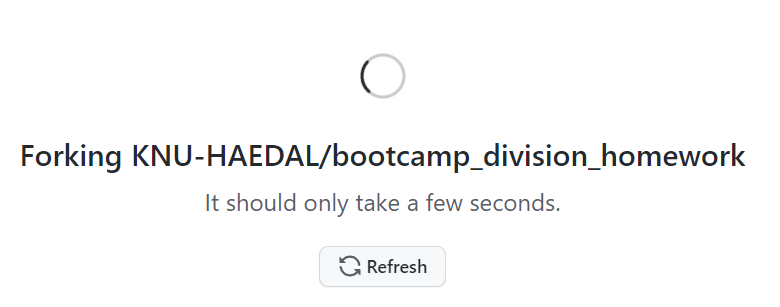 Forking KNU-HAEDAL/bootcamp_division_homework
It should only take a few seconds.
Refresh